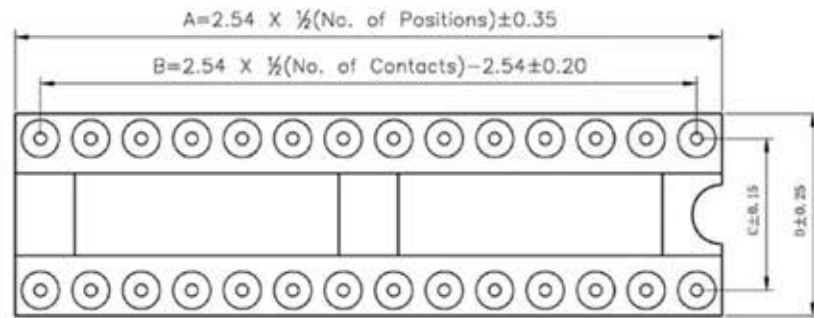 A=2.54 X ½(No. of Positions)±0.35
B=2.54 X ½(No. of Contacts)−2.54±0.20
C±0.15
D±0.25